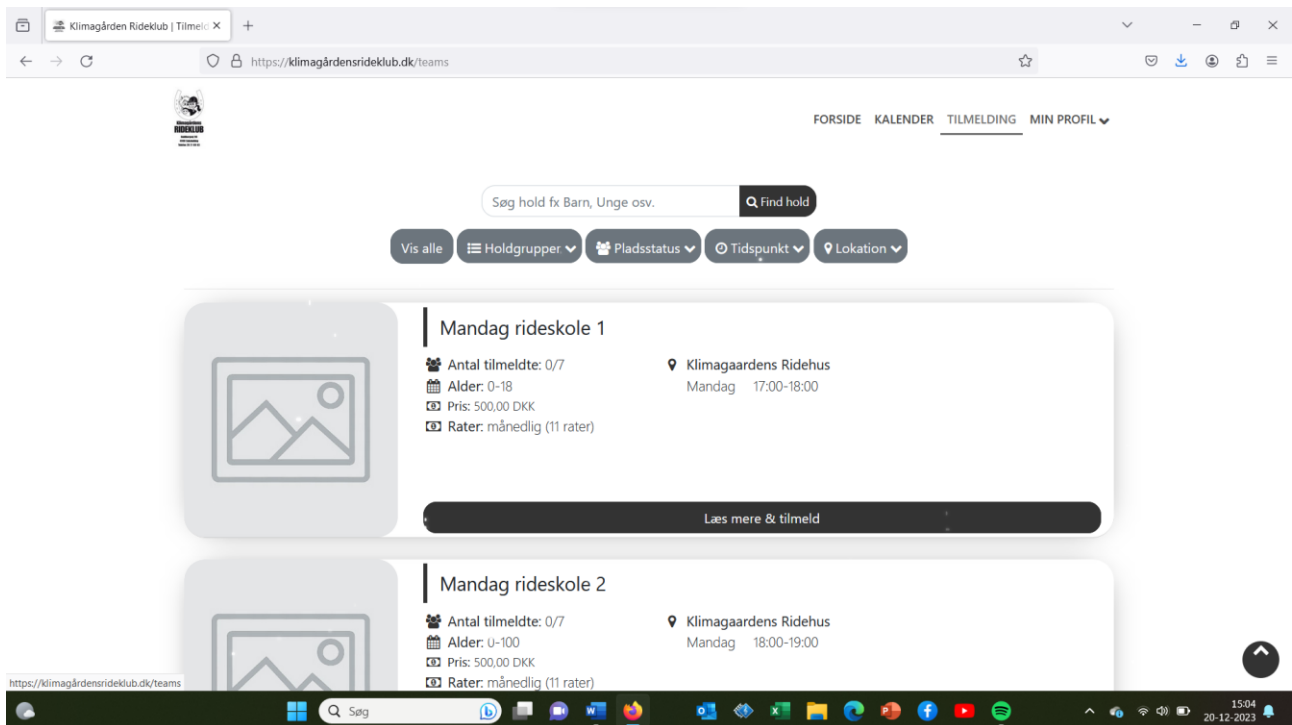 Klimagården Rideklub | Tilmeld
https://klimagårdensrideklub.dk/teams
RIDEKLUB
FORSIDE KALENDER TILMELDING MIN PROFIL
Søg hold fx Barn, Unge osv. Find hold
Vis alle Holdgrupper Pladsstatus Tidspunkt Lokation
Mandag rideskole 1
Antal tilmeldte: 0/7 Klimagaardens Ridehus
Alder: 0-18 Mandag 17:00-18:00
Pris: 500,00 DKK
Rater: månedlig (11 rater)
Læs mere & tilmeld
Mandag rideskole 2
Antal tilmeldte: 0/7 Klimagaardens Ridehus
Alder: 0-100 Mandag 18:00-19:00
Pris: 500,00 DKK
Rater: månedlig (11 rater)
https://klimagårdensrideklub.dk/teams
Søg
15:04
20-12-2023